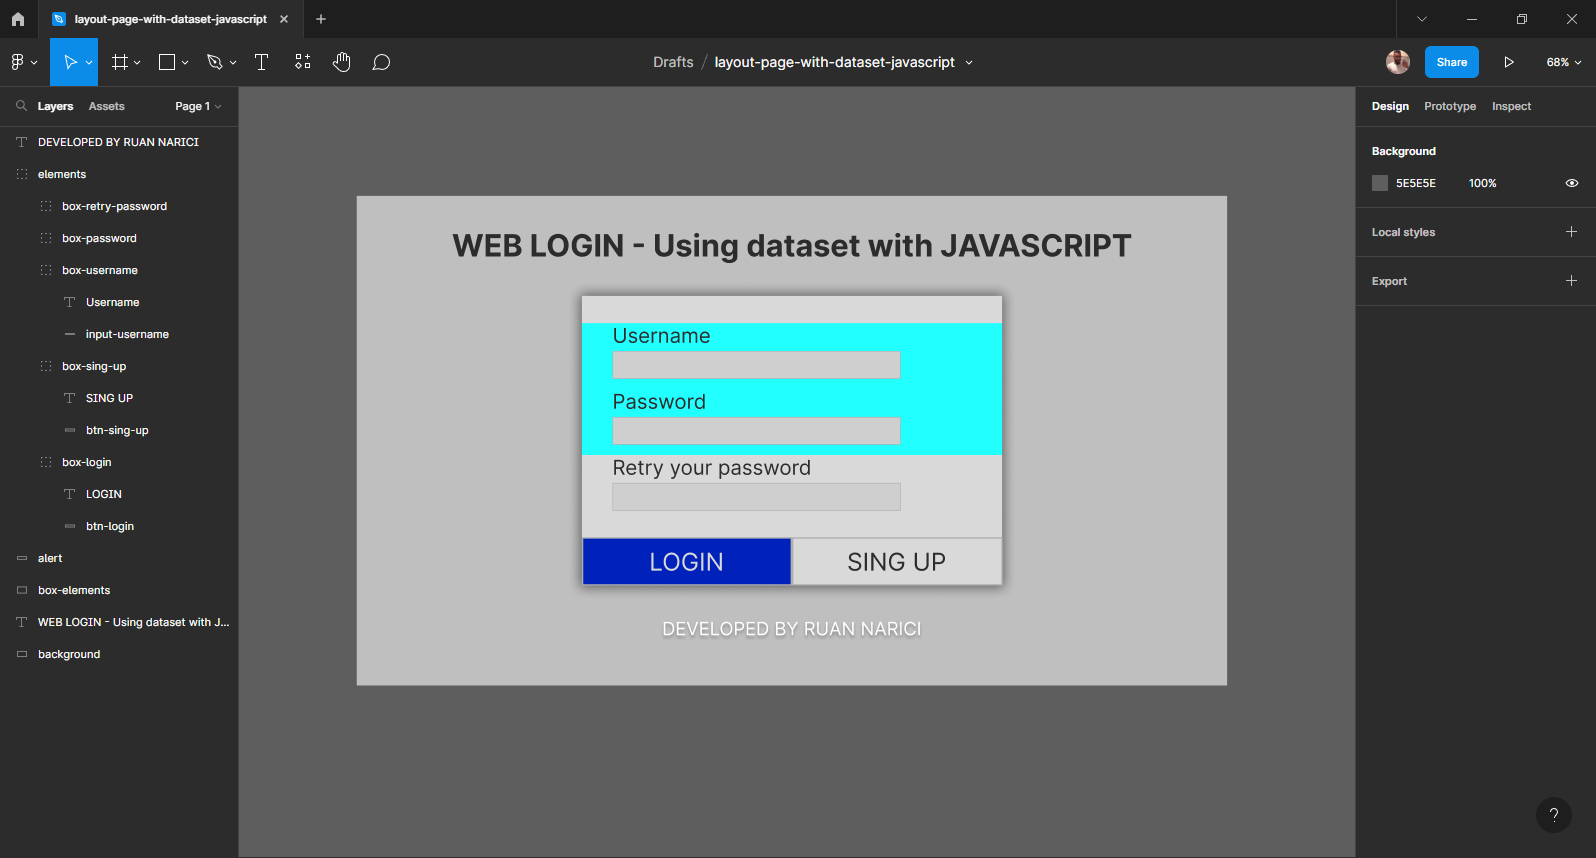 layout-page-with-dataset-javascript
Drafts / layout-page-with-dataset-javascript
Share
68%
Layers Assets Page 1
DEVELOPED BY RUAN NARICI
elements
box-retry-password
box-password
box-username
Username
input-username
box-sing-up
SING UP
btn-sing-up
box-login
LOGIN
btn-login
alert
box-elements
WEB LOGIN - Using dataset with J...
background
WEB LOGIN - Using dataset with JAVASCRIPT
Username
Password
Retry your password
LOGIN SING UP
DEVELOPED BY RUAN NARICI
Design Prototype Inspect
Background
5E5E5E 100%
Local styles
Export
?